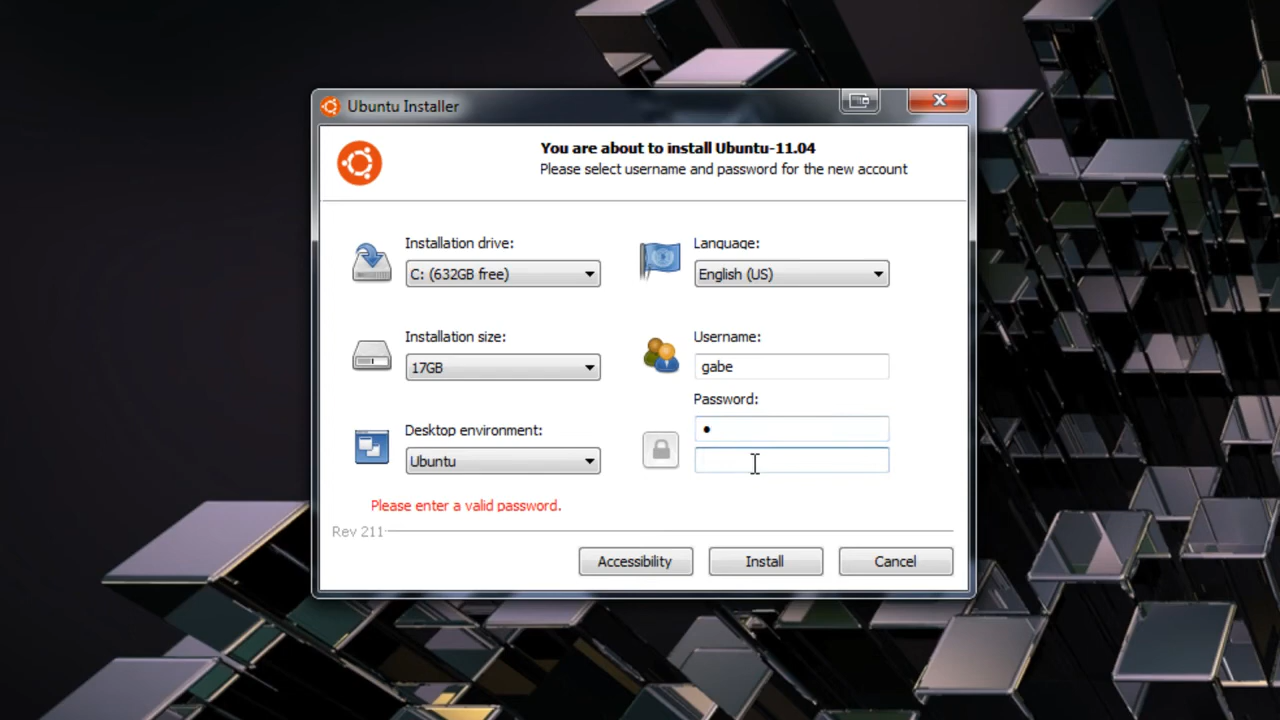 Ubuntu Installer
You are about to install Ubuntu-11.04
Please select username and password for the new account
Installation drive:
C: (632GB free)
Language:
English (US)
Installation size:
17GB
Username:
gabe
Password:
●
Desktop environment:
Ubuntu
Please enter a valid password.
Rev 211
Accessibility
Install
Cancel